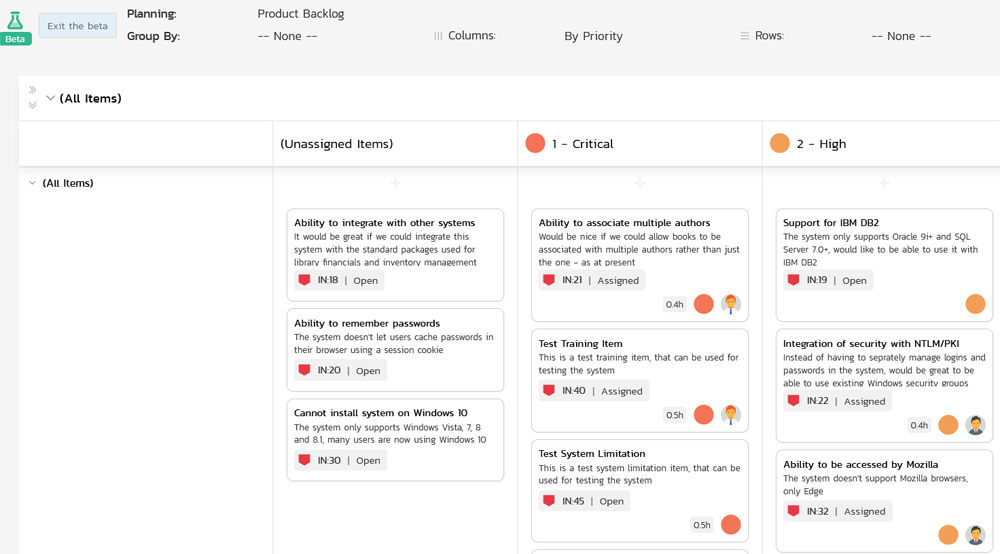 Beta
Exit the beta
Planning: Product Backlog
Group By: -- None -- Columns: By Priority Rows: -- None --
(All Items)
(Unassigned Items)
1 - Critical
2 - High
(All Items)
Ability to integrate with other systems
It would be great if we could integrate this
system with the standard packages used for
library financials and inventory management
IN:18 | Open
Ability to remember passwords
The system doesn't let users cache passwords in
their browser using a session cookie
IN:20 | Open
Cannot install system on Windows 10
The system only supports Windows Vista, 7, 8
and 8.1, many users are now using Windows 10
IN:30 | Open
Ability to associate multiple authors
Would be nice if we could allow books to be
associated with multiple authors rather than just
the one - as at present
IN:21 | Assigned
0.4h
Test Training Item
This is a test training item, that can be used for
testing the system
IN:40 | Assigned
0.5h
Test System Limitation
This is a test system limitation item, that can be
used for testing the system
IN:45 | Open
0.5h
Support for IBM DB2
The system only supports Oracle 9i+ and SQL
Server 7.0+, would like to be able to use it with
IBM DB2
IN:19 | Open
Integration of security with NTLM/PKI
Instead of having to seprately manage logins and
passwords in the system, would be great to be
able to use existing Windows security groups
IN:22 | Assigned
0.4h
Ability to be accessed by Mozilla
The system doesn't support Mozilla browsers,
only Edge
IN:32 | Assigned